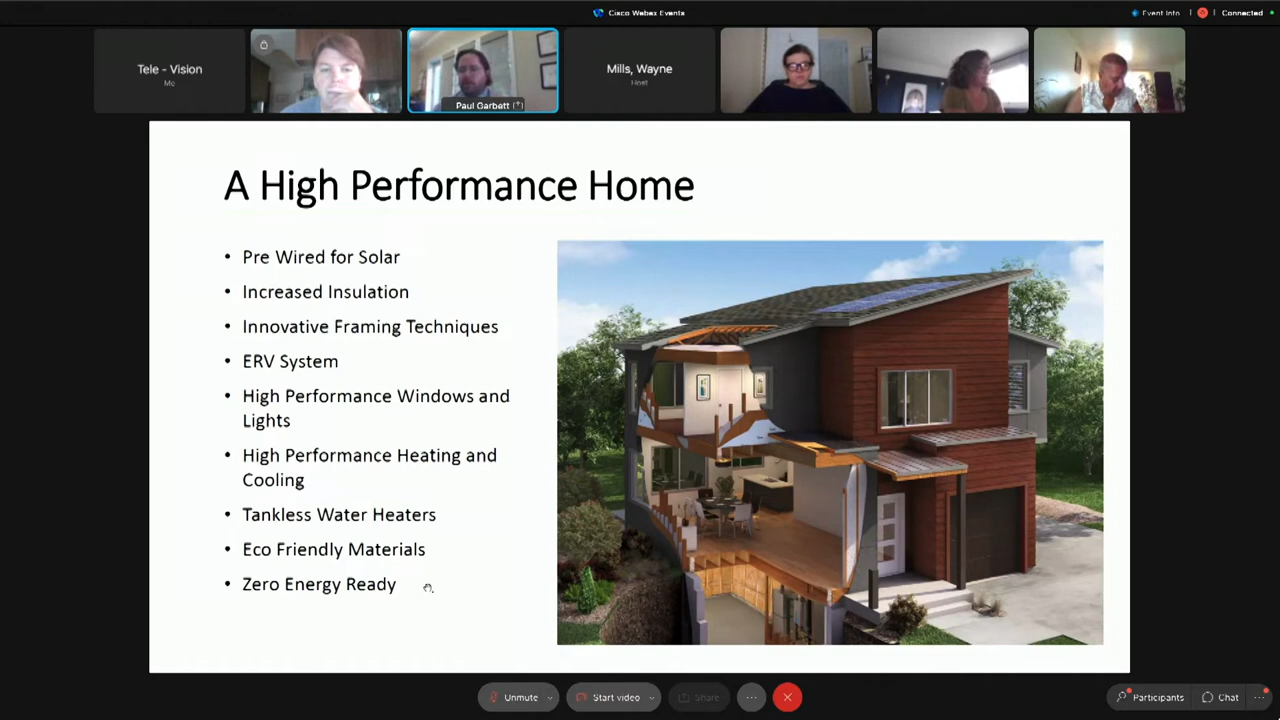 Cisco Webex Events
Event Info
Connected
Tele - Vision
Me
Paul Garbett
Mills, Wayne
Host
A High Performance Home
• Pre Wired for Solar
• Increased Insulation
• Innovative Framing Techniques
• ERV System
• High Performance Windows and
Lights
• High Performance Heating and
Cooling
• Tankless Water Heaters
• Eco Friendly Materials
• Zero Energy Ready
Unmute
Start video
Share
Participants
Chat